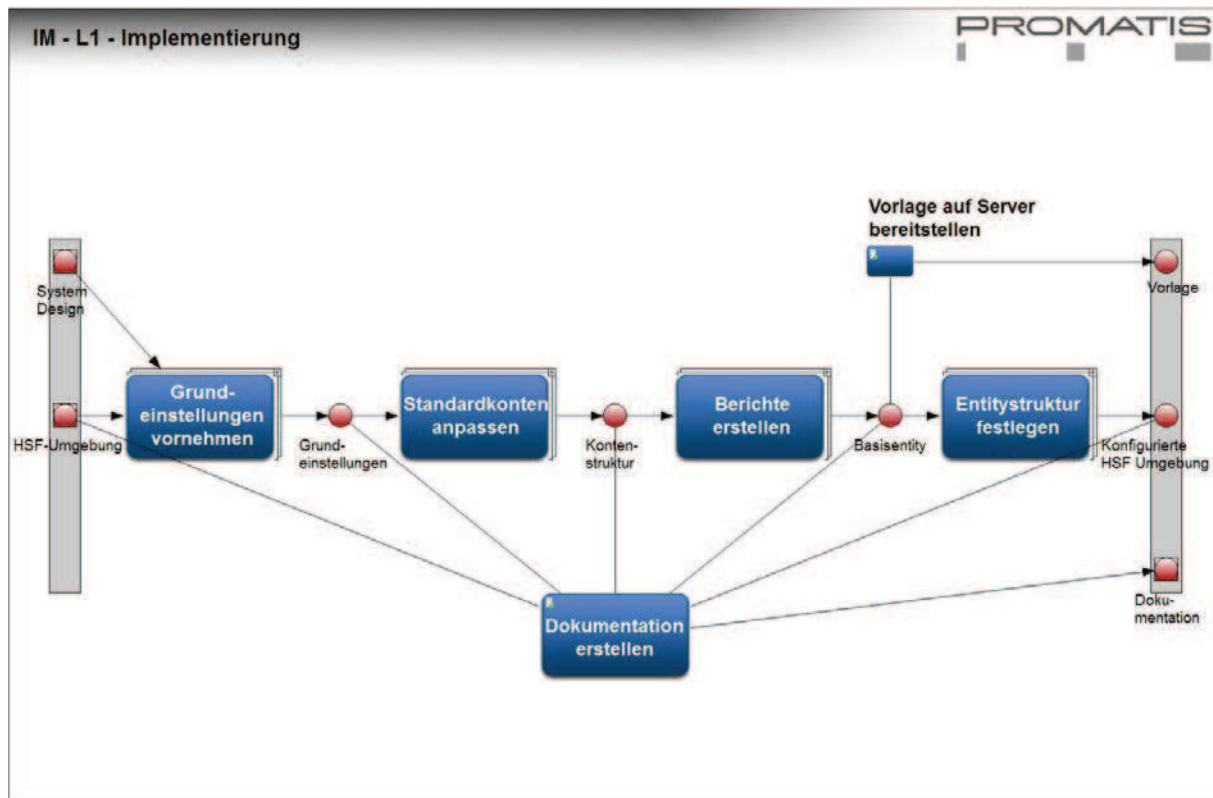 IM - L1 - Implementierung
PROMATIS
Vorlage auf Server
bereitstellen
System
Design
Vorlage
Grund-
einstellungen
vornehmen
Standardkonten
anpassen
Berichte
erstellen
Entitystruktur
festlegen
HSF-Umgebung
Grund-
einstellungen
Konten-
struktur
Basisentity
Konfigurierte
HSF Umgebung
Dokumentation
erstellen
Doku-
mentation